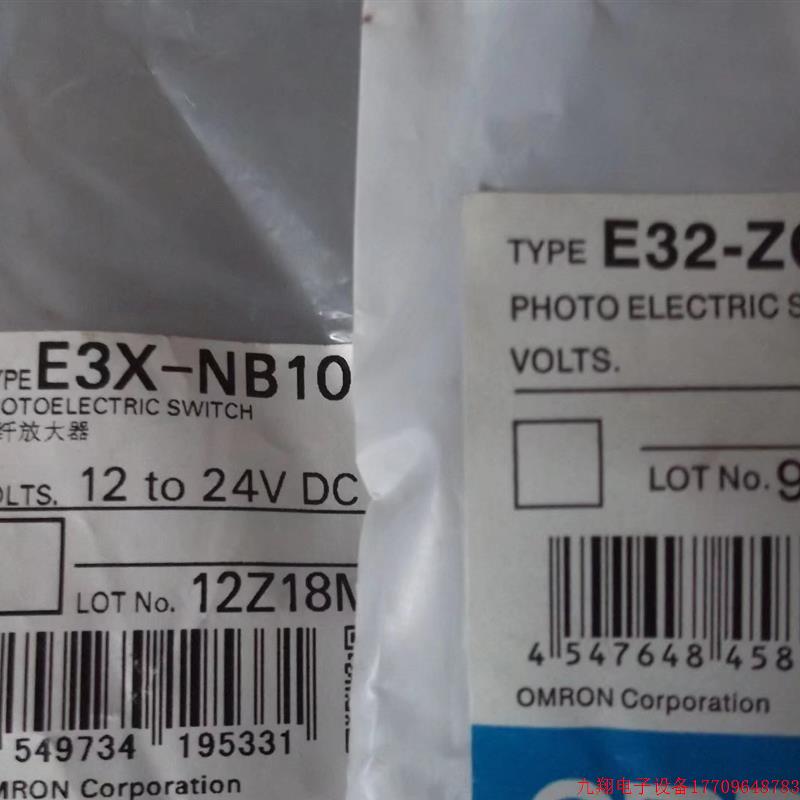 YPE E3X-NB10
OTOELECTRIC SWITCH
纤放大器
OLTS. 12 to 24V DC
LOT No. 12Z18M
549734 195331
MRON Corporation
TYPE E32-Z
PHOTO ELECTRIC S
VOLTS.
LOT No. 9
4 547648 458
OMRON Corporation
九翔电子设备17709648783